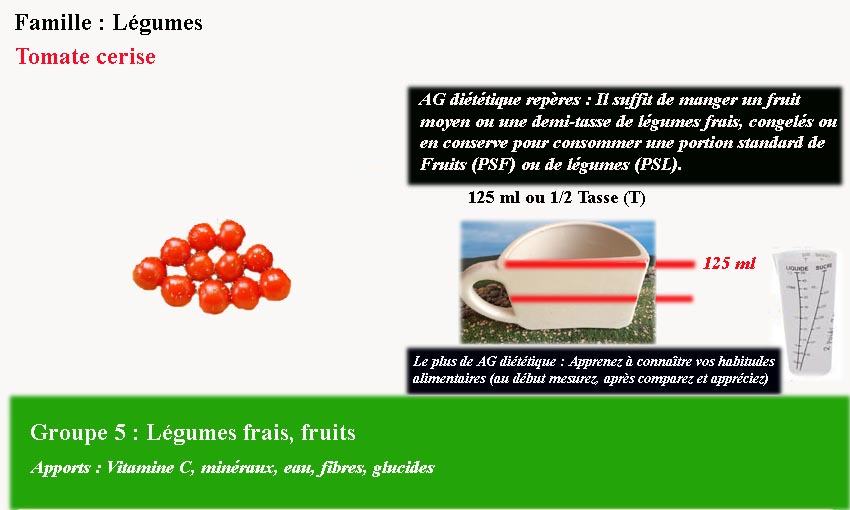 Famille : Légumes
Tomate cerise
AG diététique repères : Il suffit de manger un fruit
moyen ou une demi-tasse de légumes frais, congelés ou
en conserve pour consommer une portion standard de
Fruits (PSF) ou de légumes (PSL).
125 ml ou 1/2 Tasse (T)
125 ml
LIQUIDE SUCRE
Le plus de AG diététique : Apprenez à connaître vos habitudes
alimentaires (au début mesurez, après comparez et appréciez)
Groupe 5 : Légumes frais, fruits
Apports : Vitamine C, minéraux, eau, fibres, glucides